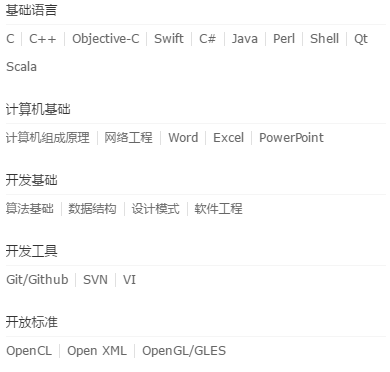 基础语言
C C++ Objective-C Swift C# Java Perl Shell Qt
Scala
计算机基础
计算机组成原理 网络工程 Word Excel PowerPoint
开发基础
算法基础 数据结构 设计模式 软件工程
开发工具
Git/Github SVN VI
开放标准
OpenCL Open XML OpenGL/GLES